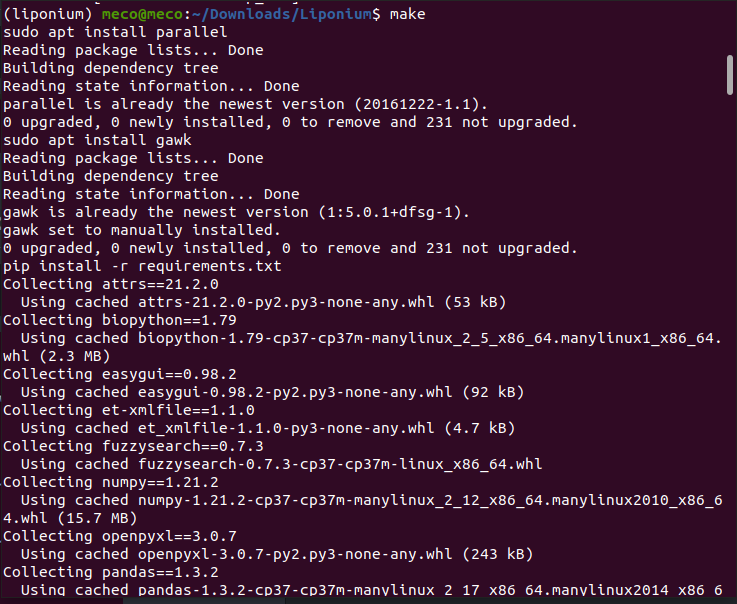 (liponium) meco@meco:~/Downloads/Liponium$ make
sudo apt install parallel
Reading package lists... Done
Building dependency tree
Reading state information... Done
parallel is already the newest version (20161222-1.1).
0 upgraded, 0 newly installed, 0 to remove and 231 not upgraded.
sudo apt install gawk
Reading package lists... Done
Building dependency tree
Reading state information... Done
gawk is already the newest version (1:5.0.1+dfsg-1).
gawk set to manually installed.
0 upgraded, 0 newly installed, 0 to remove and 231 not upgraded.
pip install -r requirements.txt
Collecting attrs==21.2.0
  Using cached attrs-21.2.0-py2.py3-none-any.whl (53 kB)
Collecting biopython==1.79
  Using cached biopython-1.79-cp37-cp37m-manylinux_2_5_x86_64.manylinux1_x86_64.
whl (2.3 MB)
Collecting easygui==0.98.2
  Using cached easygui-0.98.2-py2.py3-none-any.whl (92 kB)
Collecting et-xmlfile==1.1.0
  Using cached et_xmlfile-1.1.0-py3-none-any.whl (4.7 kB)
Collecting fuzzysearch==0.7.3
  Using cached fuzzysearch-0.7.3-cp37-cp37m-linux_x86_64.whl
Collecting numpy==1.21.2
  Using cached numpy-1.21.2-cp37-cp37m-manylinux_2_12_x86_64.manylinux2010_x86_6
4.whl (15.7 MB)
Collecting openpyxl==3.0.7
  Using cached openpyxl-3.0.7-py2.py3-none-any.whl (243 kB)
Collecting pandas==1.3.2
  Using cached pandas-1.3.2-cp37-cp37m-manylinux_2_17_x86_64.manylinux2014_x86_6